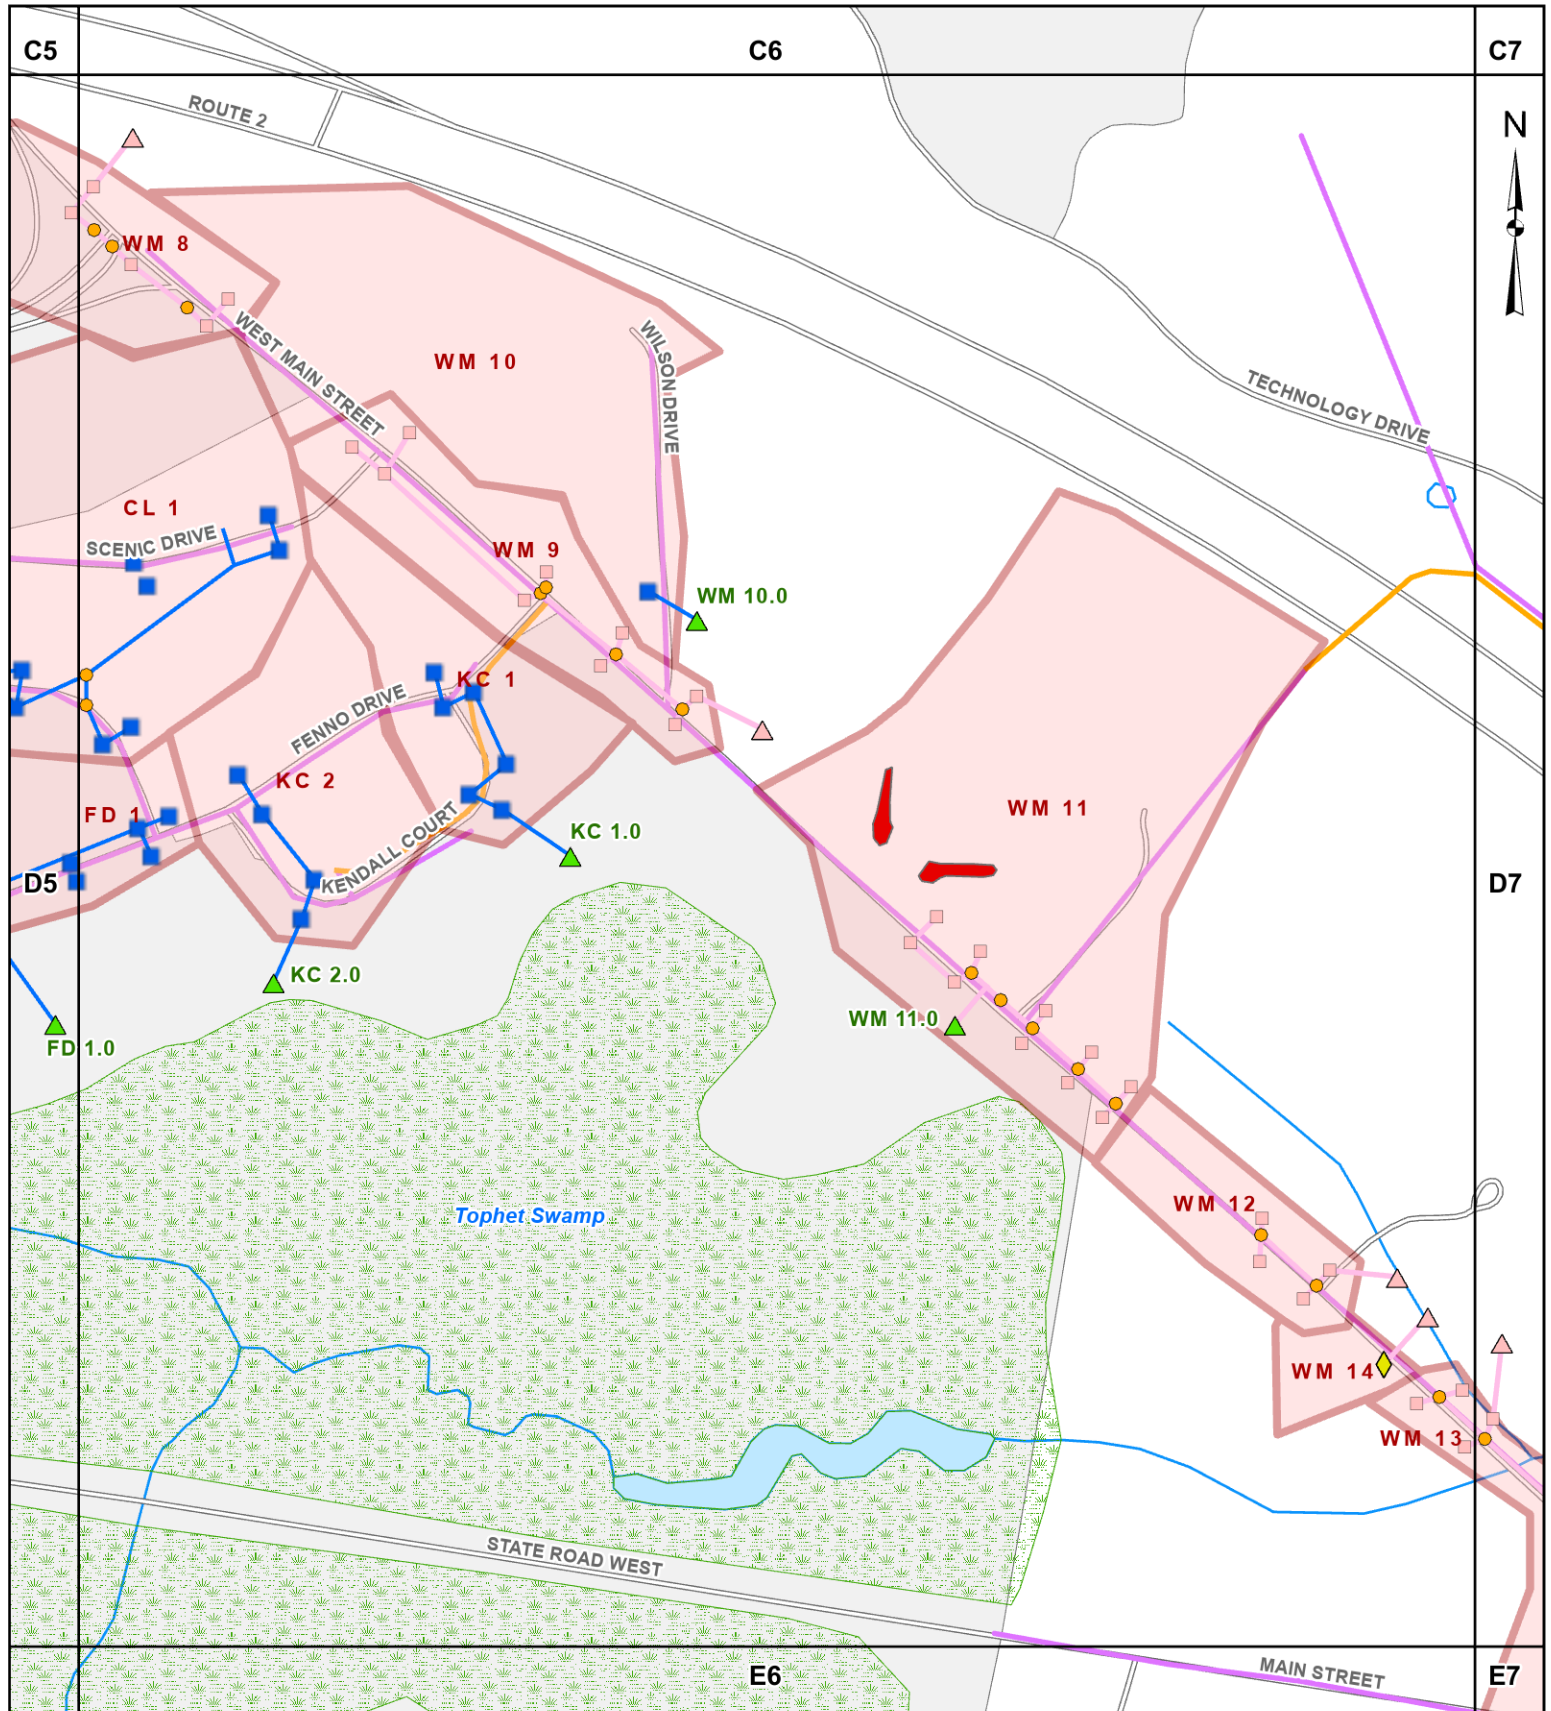 C5
C6
C7
ROUTE 2
N
WM 8
WEST MAIN STREET
WM 10
WILSON DRIVE
TECHNOLOGY DRIVE
CL 1
SCENIC DRIVE
WM 9
WM 10.0
KC 1
FENNO DRIVE
KC 2
FD 1
WM 11
KENDALL COURT
KC 1.0
D5
D7
KC 2.0
WM 11.0
FD 1.0
WM 12
Tophet Swamp
WM 14
WM 13
STATE ROAD WEST
E6
MAIN STREET
E7